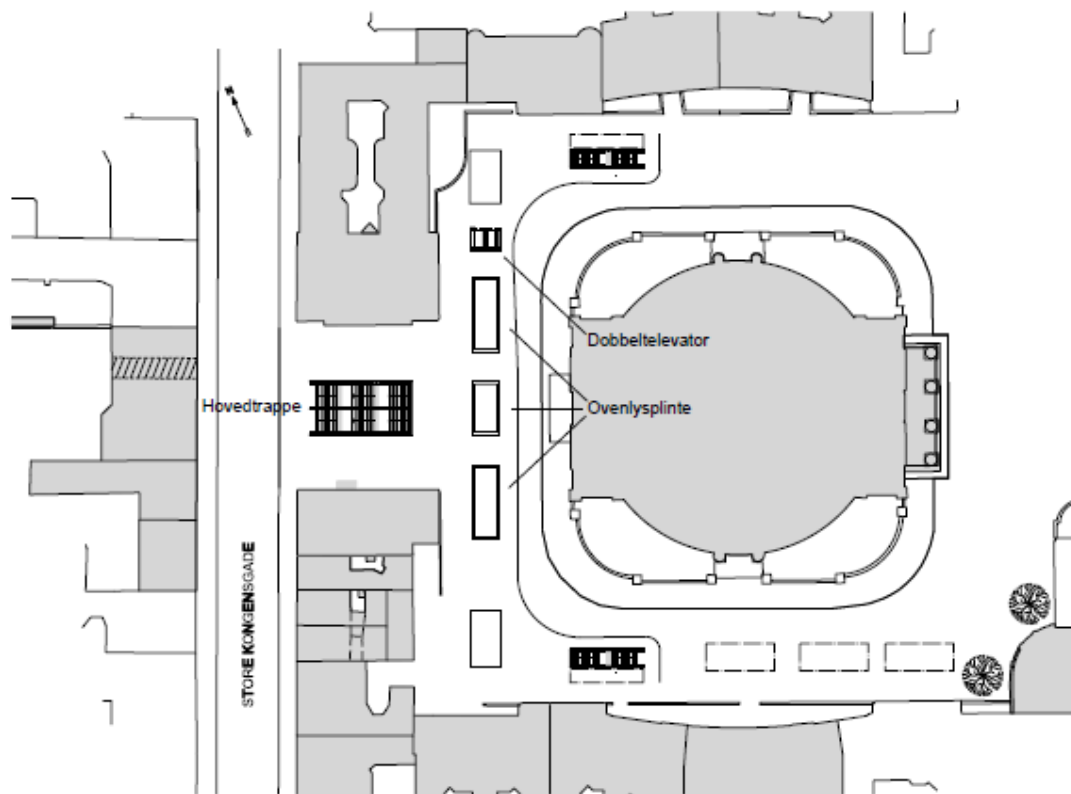 N
Dobbeltelevator
Hovedtrappe
Ovenlysplinte
STORE KONGENSGADE